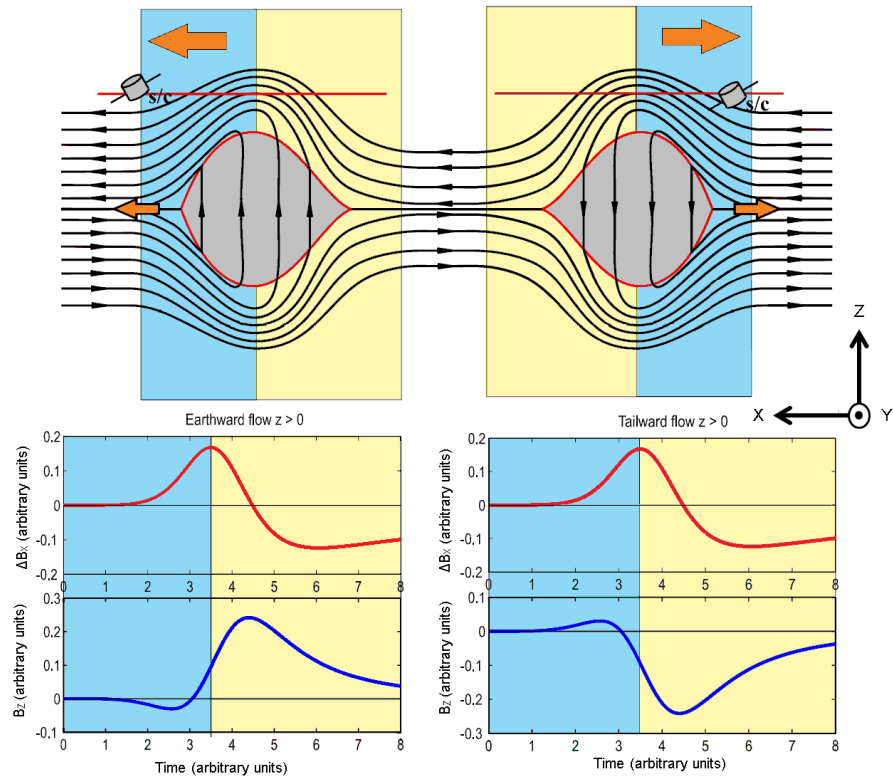 s/c
s/c
Z
X
Y
Earthward flow z > 0
Tailward flow z > 0
ΔBX (arbitrary units)
0.2
0.1
0
-0.1
-0.2
0 1 2 3 4 5 6 7 8
ΔBX (arbitrary units)
0.2
0.1
0
-0.1
-0.2
0 1 2 3 4 5 6 7 8
BZ (arbitrary units)
0.3
0.2
0.1
0
-0.1
0 1 2 3 4 5 6 7 8
Time (arbitrary units)
BZ (arbitrary units)
0.1
0
-0.1
-0.2
-0.3
0 1 2 3 4 5 6 7 8
Time (arbitrary units)